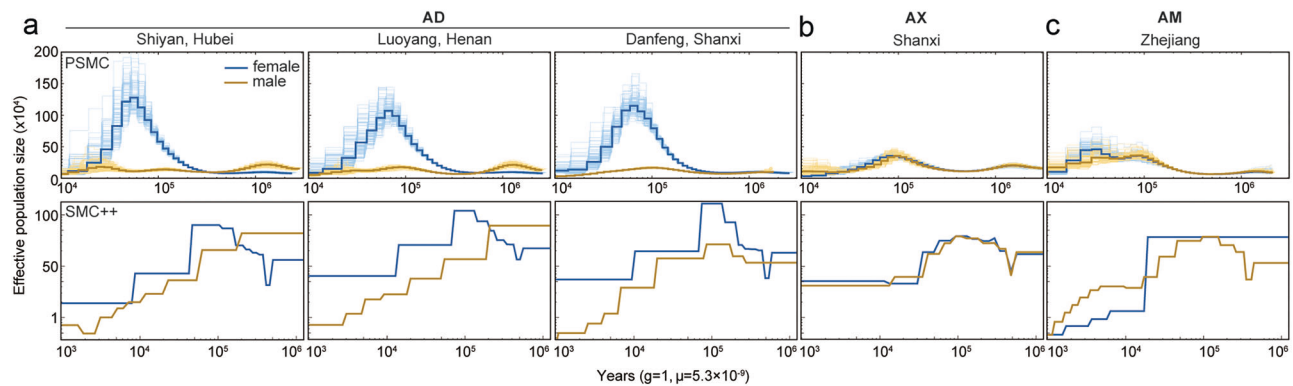 a AD b AX c AM
Shiyan, Hubei Luoyang, Henan Danfeng, Shanxi Shanxi Zhejiang
Effective population size (x10⁴)
200
150
100
50
0
PSMC
female
male
10⁴ 10⁵ 10⁶ 10⁴ 10⁵ 10⁶ 10⁴ 10⁵ 10⁶ 10⁴ 10⁵ 10⁶ 10⁴ 10⁵ 10⁶
SMC++
100
50
1
10³ 10⁴ 10⁵ 10⁶ 10³ 10⁴ 10⁵ 10⁶ 10³ 10⁴ 10⁵ 10⁶ 10³ 10⁴ 10⁵ 10⁶ 10³ 10⁴ 10⁵ 10⁶
Years (g=1, μ=5.3×10⁻⁹)